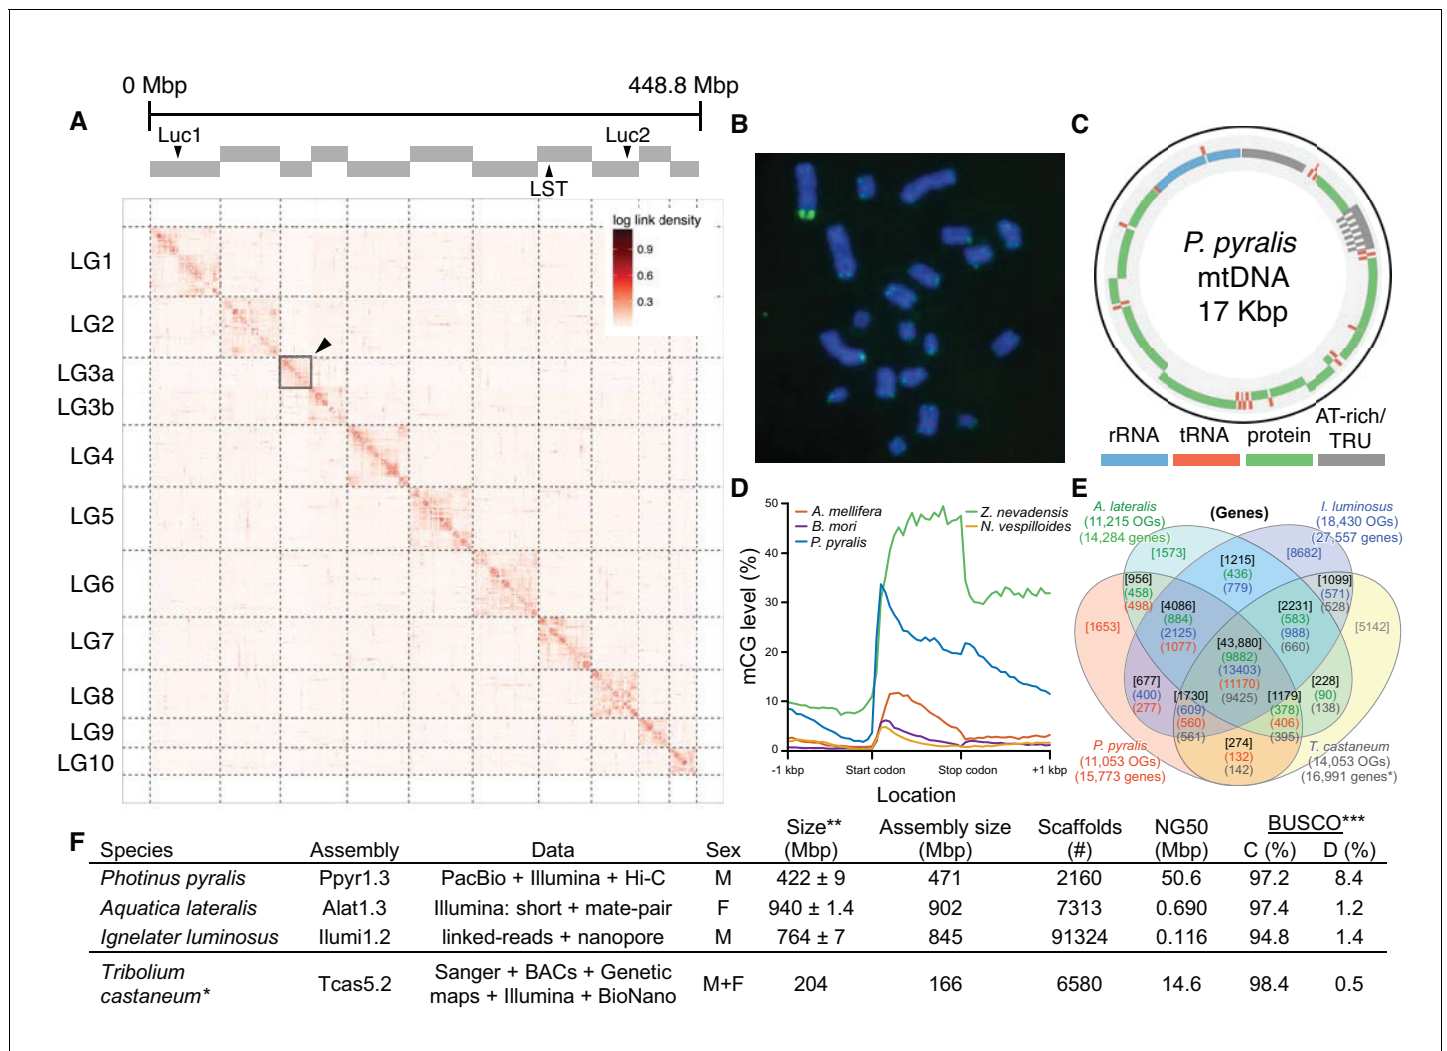 0 Mbp
448.8 Mbp
A
Luc1
Luc2
LST
log link density
0.9
0.6
0.3
LG1
LG2
LG3a
LG3b
LG4
LG5
LG6
LG7
LG8
LG9
LG10
B
C
P. pyralis
mtDNA
17 Kbp
rRNA
tRNA
protein
AT-rich/
TRU
D
mCG level (%)
50
40
30
20
10
0
A. mellifera
B. mori
P. pyralis
Z. nevadensis
N. vespilloides
-1 kbp
Start codon
Stop codon
+1 kbp
Location
E
(Genes)
A. lateralis
(11,215 OGs)
(14,284 genes)
I. luminosus
(18,430 OGs)
(27,557 genes)
[1573]
[1215]
(436)
(779)
[8682]
[956]
(458)
(498)
[4086]
(884)
(2125)
(1077)
[2231]
(583)
(988)
(660)
[1099]
(571)
(528)
[1653]
[43,880]
(9882)
(13403)
(11170)
(9425)
[5142]
[677]
(400)
(277)
[1730]
(609)
(560)
(561)
[1179]
(378)
(406)
(395)
[228]
(90)
(138)
[274]
(132)
(142)
P. pyralis
(11,053 OGs)
(15,773 genes)
T. castaneum
(14,053 OGs)
(16,991 genes*)
F
Species Assembly Data Sex Size** (Mbp) Assembly size (Mbp) Scaffolds (#) NG50 (Mbp) BUSCO*** C (%) D (%)
Photinus pyralis Ppyr1.3 PacBio + Illumina + Hi-C M 422 ± 9 471 2160 50.6 97.2 8.4
Aquatica lateralis Alat1.3 Illumina: short + mate-pair F 940 ± 1.4 902 7313 0.690 97.4 1.2
Ignelater luminosus Ilumi1.2 linked-reads + nanopore M 764 ± 7 845 91324 0.116 94.8 1.4
Tribolium castaneum* Tcas5.2 Sanger + BACs + Genetic maps + Illumina + BioNano M+F 204 166 6580 14.6 98.4 0.5